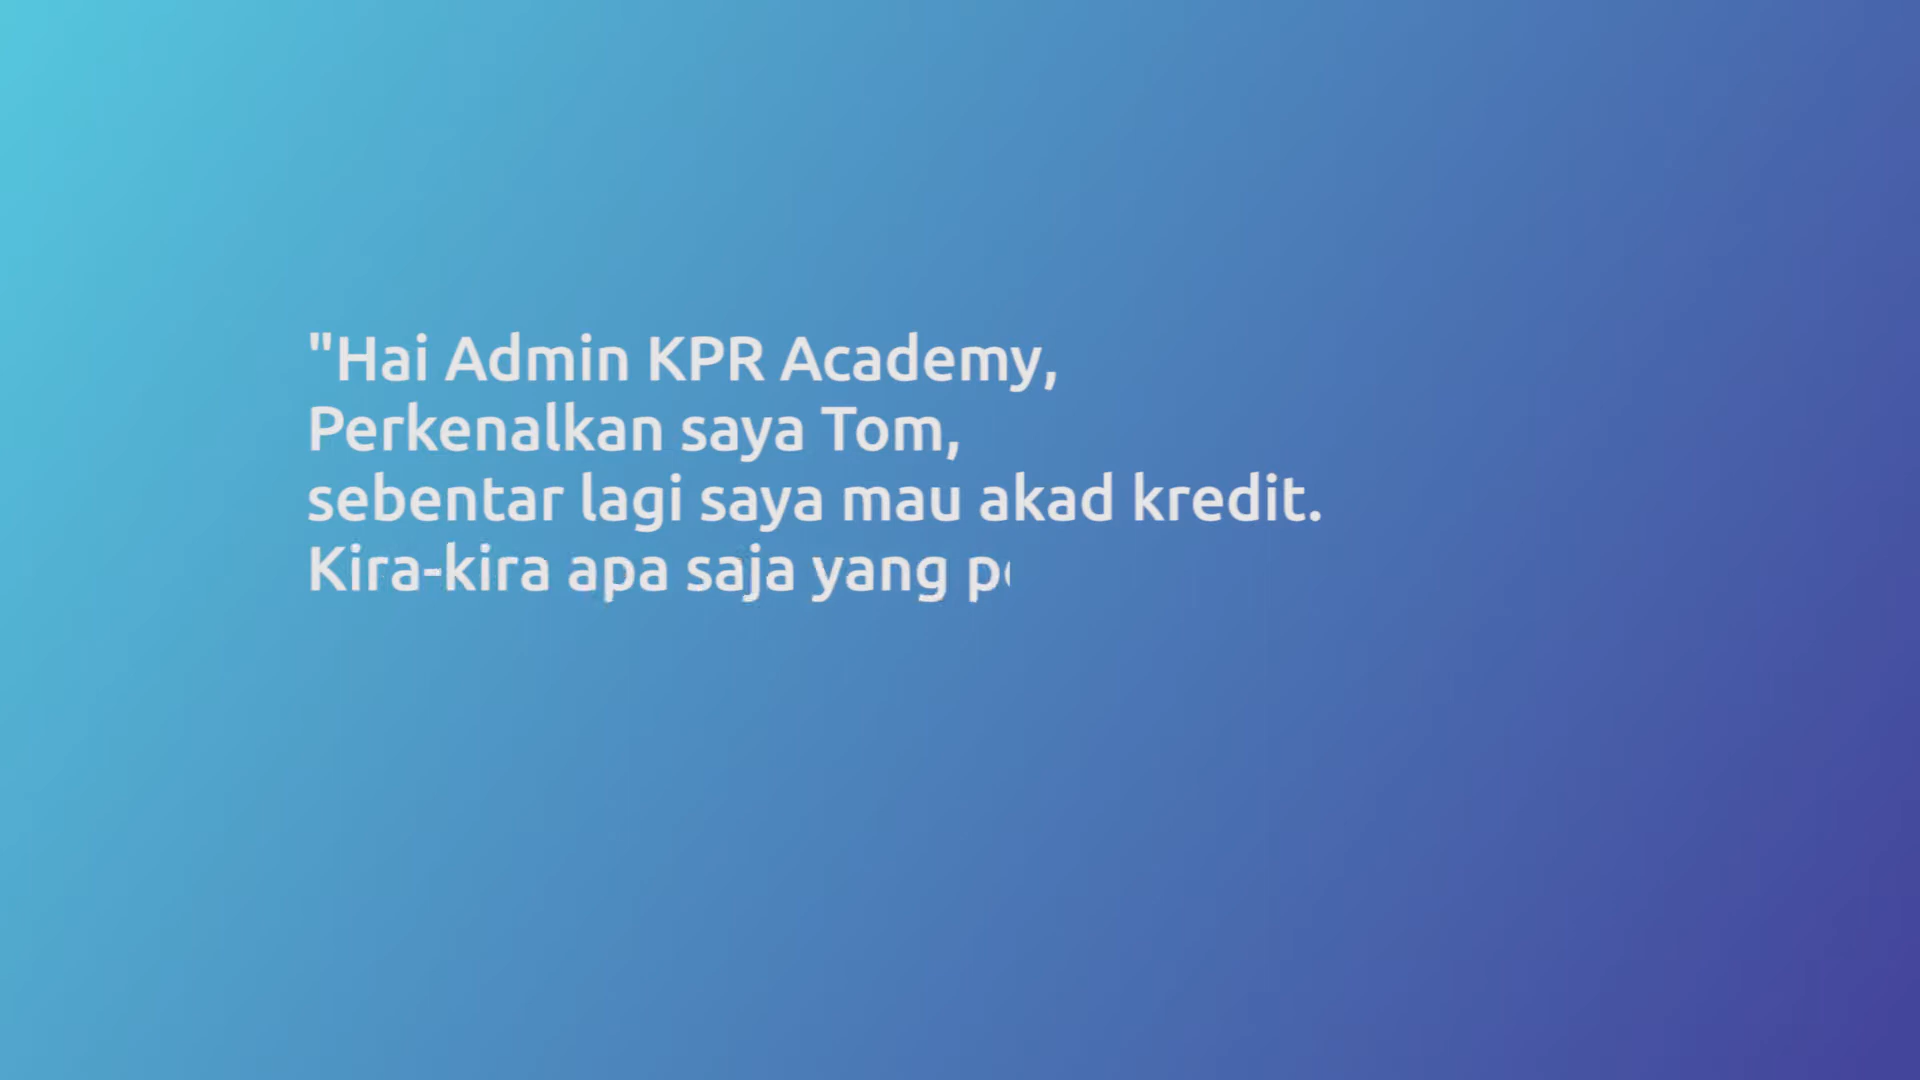 "Hai Admin KPR Academy,
Perkenalkan saya Tom,
sebentar lagi saya mau akad kredit.
Kira-kira apa saja yang